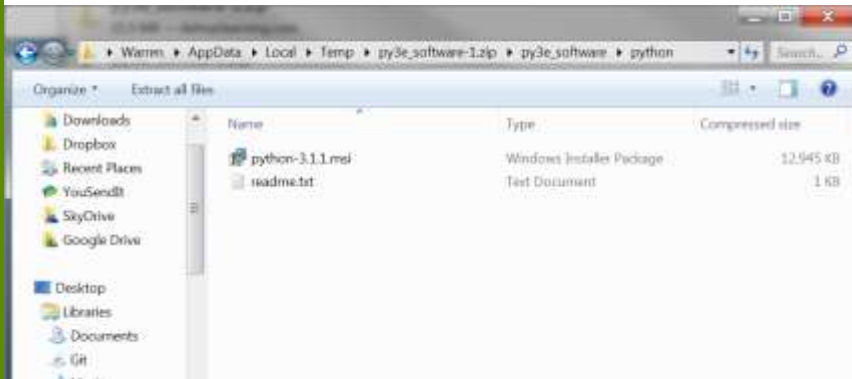 Warren ▸ AppData ▸ Local ▸ Temp ▸ py3e_software-1.zip ▸ py3e_software ▸ python
Search...
Organize Extract all files
Downloads
Dropbox
Recent Places
YouSendIt
SkyDrive
Google Drive
Desktop
Libraries
Documents
Git
Name Type Compressed size
python-3.1.1.msi Windows Installer Package 12,945 KB
readme.txt Text Document 1 KB